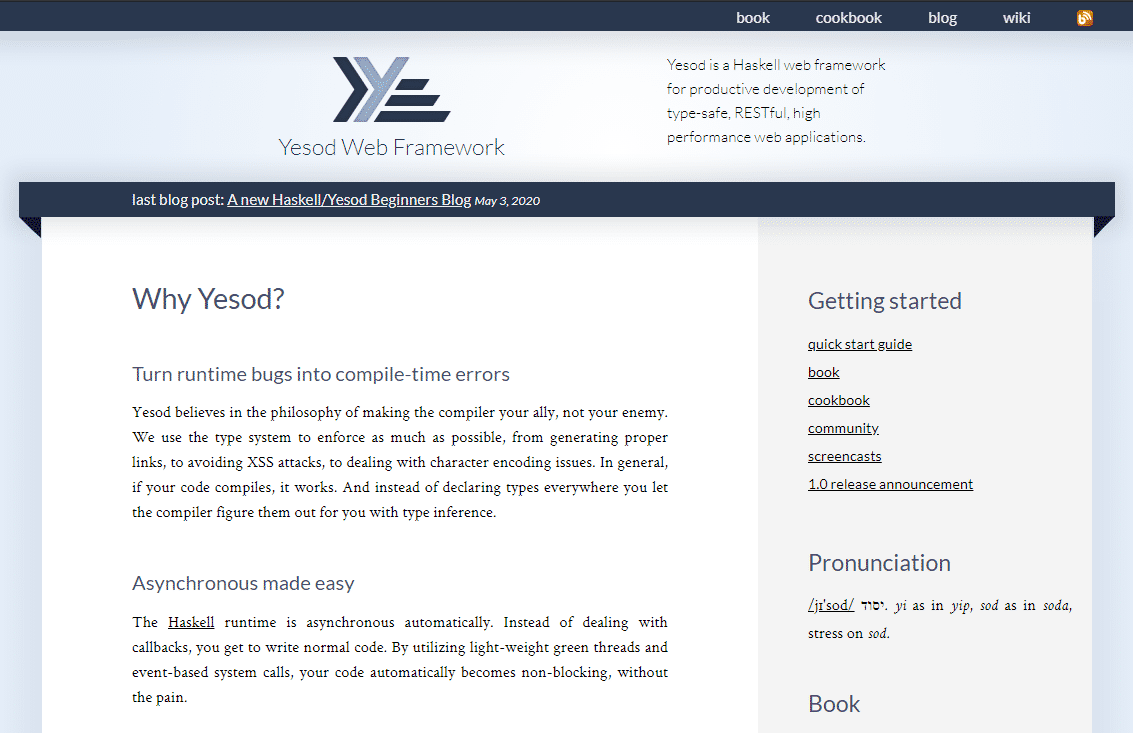 book cookbook blog wiki
Yesod Web Framework
Yesod is a Haskell web framework
for productive development of
type-safe, RESTful, high
performance web applications.
last blog post: A new Haskell/Yesod Beginners Blog May 3, 2020
Why Yesod?
Turn runtime bugs into compile-time errors
Yesod believes in the philosophy of making the compiler your ally, not your enemy.
We use the type system to enforce as much as possible, from generating proper
links, to avoiding XSS attacks, to dealing with character encoding issues. In general,
if your code compiles, it works. And instead of declaring types everywhere you let
the compiler figure them out for you with type inference.
Asynchronous made easy
The Haskell runtime is asynchronous automatically. Instead of dealing with
callbacks, you get to write normal code. By utilizing light-weight green threads and
event-based system calls, your code automatically becomes non-blocking, without
the pain.
Getting started
quick start guide
book
cookbook
community
screencasts
1.0 release announcement
Pronunciation
/jɪˈsod/ יסוד. yi as in yip, sod as in soda,
stress on sod.
Book